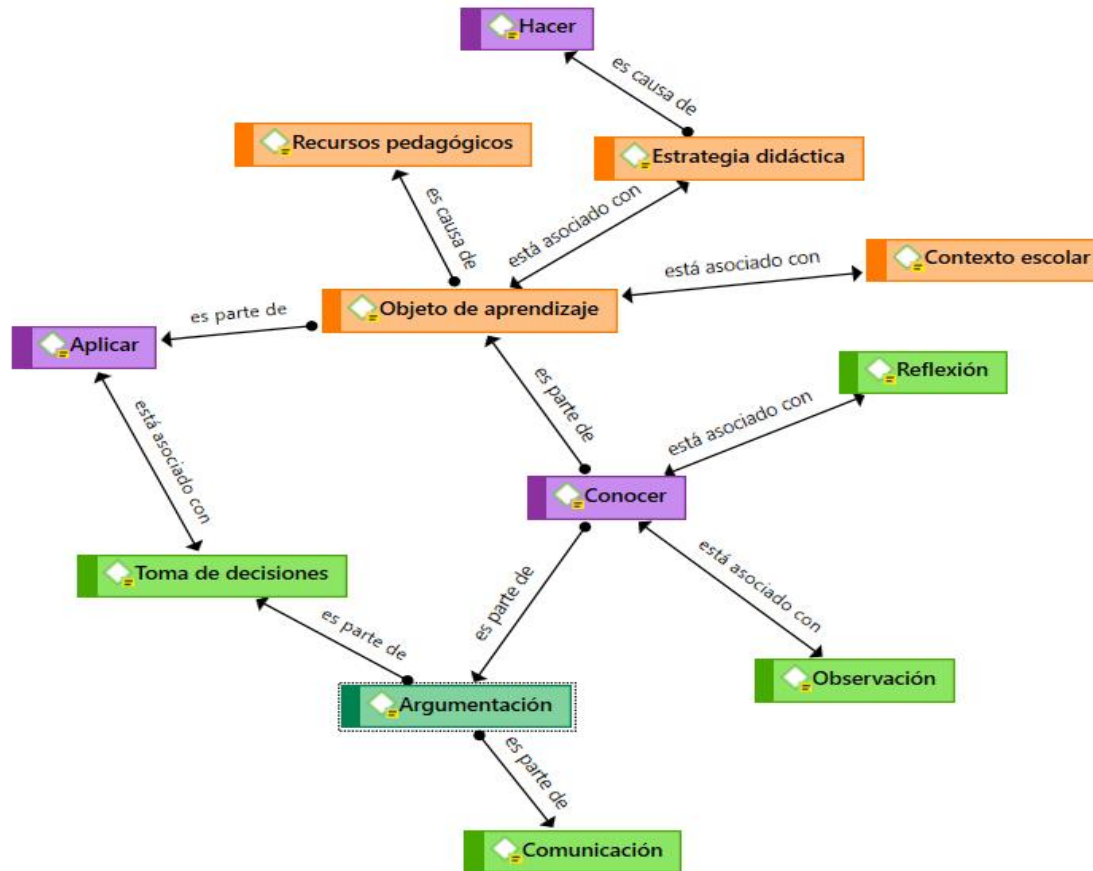 Hacer
es causa de
Recursos pedagógicos
Estrategia didáctica
es causa de
está asociado con
Contexto escolar
está asociado con
Objeto de aprendizaje
es parte de
Aplicar
Reflexión
es parte de
está asociado con
está asociado con
Conocer
está asociado con
Toma de decisiones
es parte de
es parte de
Observación
Argumentación
es parte de
Comunicación